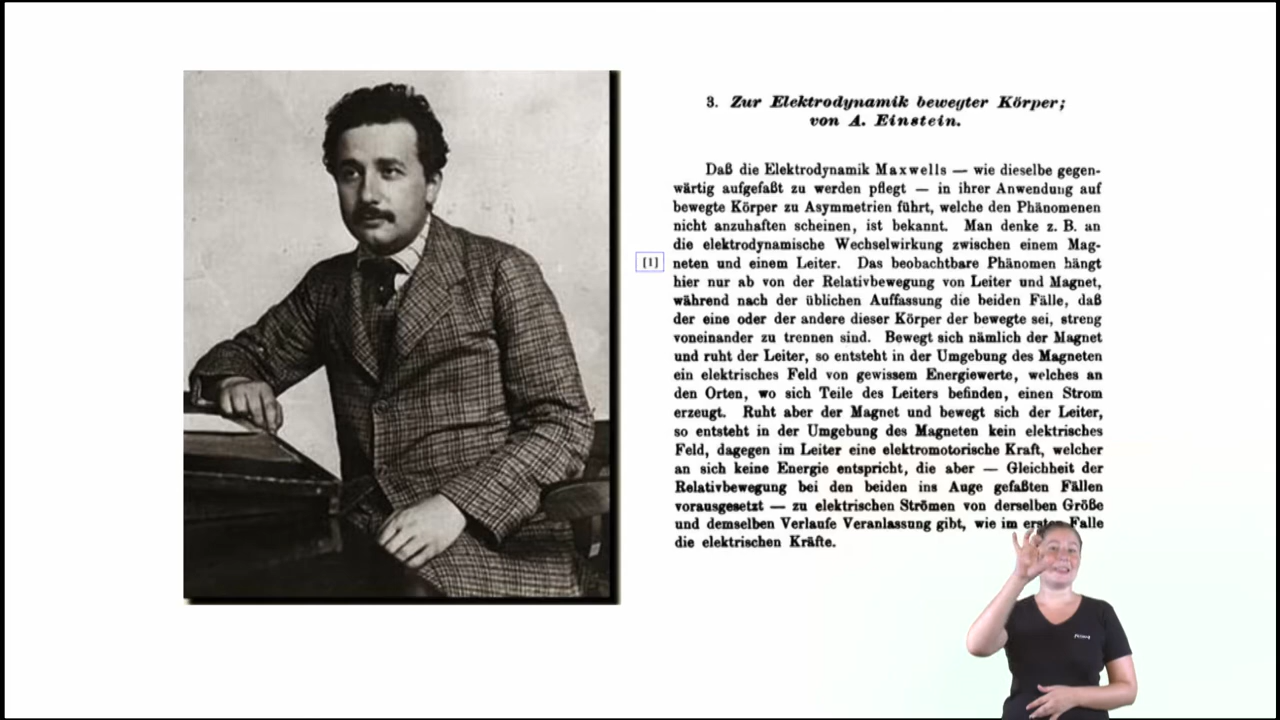 3. Zur Elektrodynamik bewegter Körper;
von A. Einstein.
Daß die Elektrodynamik Maxwells — wie dieselbe gegen-
wärtig aufgefaßt zu werden pflegt — in ihrer Anwendung auf
bewegte Körper zu Asymmetrien führt, welche den Phänomenen
nicht anzuhaften scheinen, ist bekannt. Man denke z. B. an
die elektrodynamische Wechselwirkung zwischen einem Mag-
[1]
neten und einem Leiter. Das beobachtbare Phänomen hängt
hier nur ab von der Relativbewegung von Leiter und Magnet,
während nach der üblichen Auffassung die beiden Fälle, daß
der eine oder der andere dieser Körper der bewegte sei, streng
voneinander zu trennen sind. Bewegt sich nämlich der Magnet
und ruht der Leiter, so entsteht in der Umgebung des Magneten
ein elektrisches Feld von gewissem Energiewerte, welches an
den Orten, wo sich Teile des Leiters befinden, einen Strom
erzeugt. Ruht aber der Magnet und bewegt sich der Leiter,
so entsteht in der Umgebung des Magneten kein elektrisches
Feld, dagegen im Leiter eine elektromotorische Kraft, welcher
an sich keine Energie entspricht, die aber — Gleichheit der
Relativbewegung bei den beiden ins Auge gefaßten Fällen
vorausgesetzt — zu elektrischen Strömen von derselben Größe
und demselben Verlaufe Veranlassung gibt, wie im ersten Falle
die elektrischen Kräfte.